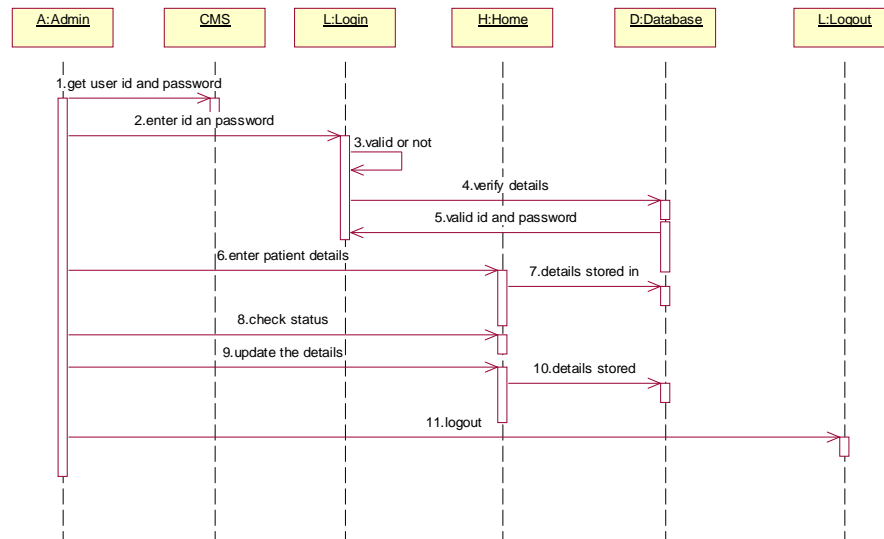 A:Admin
CMS
L:Login
H:Home
D:Database
L:Logout
1.get user id and password
2.enter id an password
3.valid or not
4.verify details
5.valid id and password
6.enter patient details
7.details stored in
8.check status
9.update the details
10.details stored
11.logout